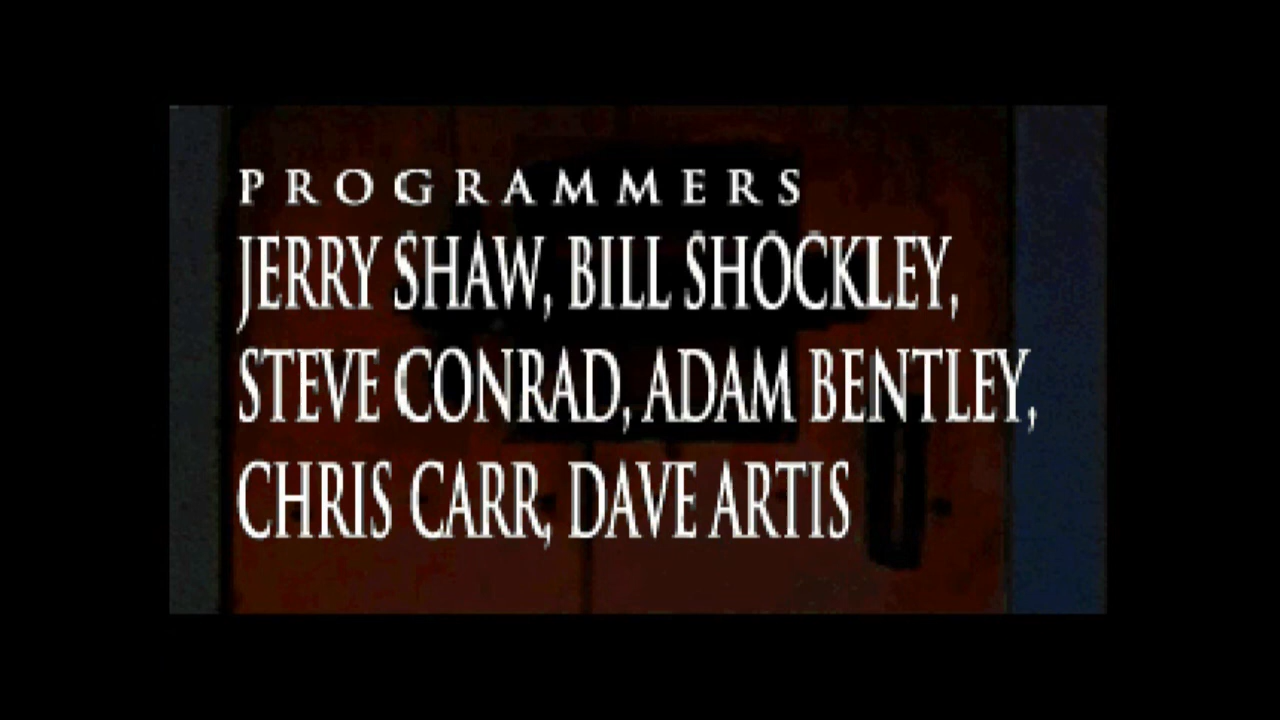 PROGRAMMERS
JERRY SHAW, BILL SHOCKLEY,
STEVE CONRAD, ADAM BENTLEY,
CHRIS CARR, DAVE ARTIS